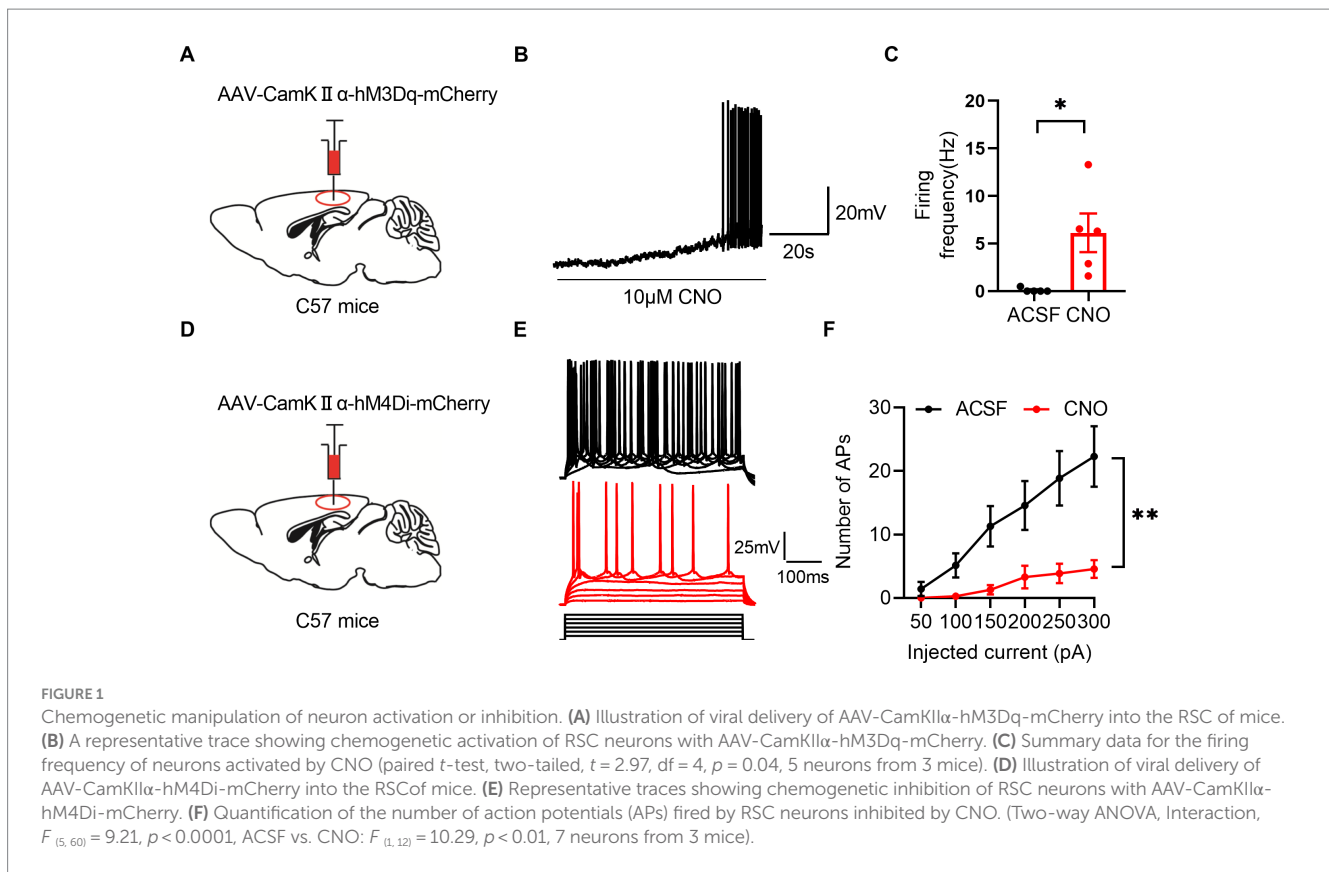 A
AAV-CamK Ⅱ α-hM3Dq-mCherry
C57 mice
B
20mV
20s
10μM CNO
C
Firing
frequency(Hz)
20
15
10
5
0
*
ACSF CNO
D
AAV-CamK Ⅱ α-hM4Di-mCherry
C57 mice
E
25mV
100ms
F
Number of APs
30
20
10
0
ACSF CNO
**
50 100 150 200 250 300
Injected current (pA)
FIGURE 1
Chemogenetic manipulation of neuron activation or inhibition. (A) Illustration of viral delivery of AAV-CamKIIα-hM3Dq-mCherry into the RSC of mice.
(B) A representative trace showing chemogenetic activation of RSC neurons with AAV-CamKIIα-hM3Dq-mCherry. (C) Summary data for the firing
frequency of neurons activated by CNO (paired t-test, two-tailed, t = 2.97, df = 4, p = 0.04, 5 neurons from 3 mice). (D) Illustration of viral delivery of
AAV-CamKIIα-hM4Di-mCherry into the RSCof mice. (E) Representative traces showing chemogenetic inhibition of RSC neurons with AAV-CamKIIα-
hM4Di-mCherry. (F) Quantification of the number of action potentials (APs) fired by RSC neurons inhibited by CNO. (Two-way ANOVA, Interaction,
F (5, 60) = 9.21, p < 0.0001, ACSF vs. CNO: F (1, 12) = 10.29, p < 0.01, 7 neurons from 3 mice).